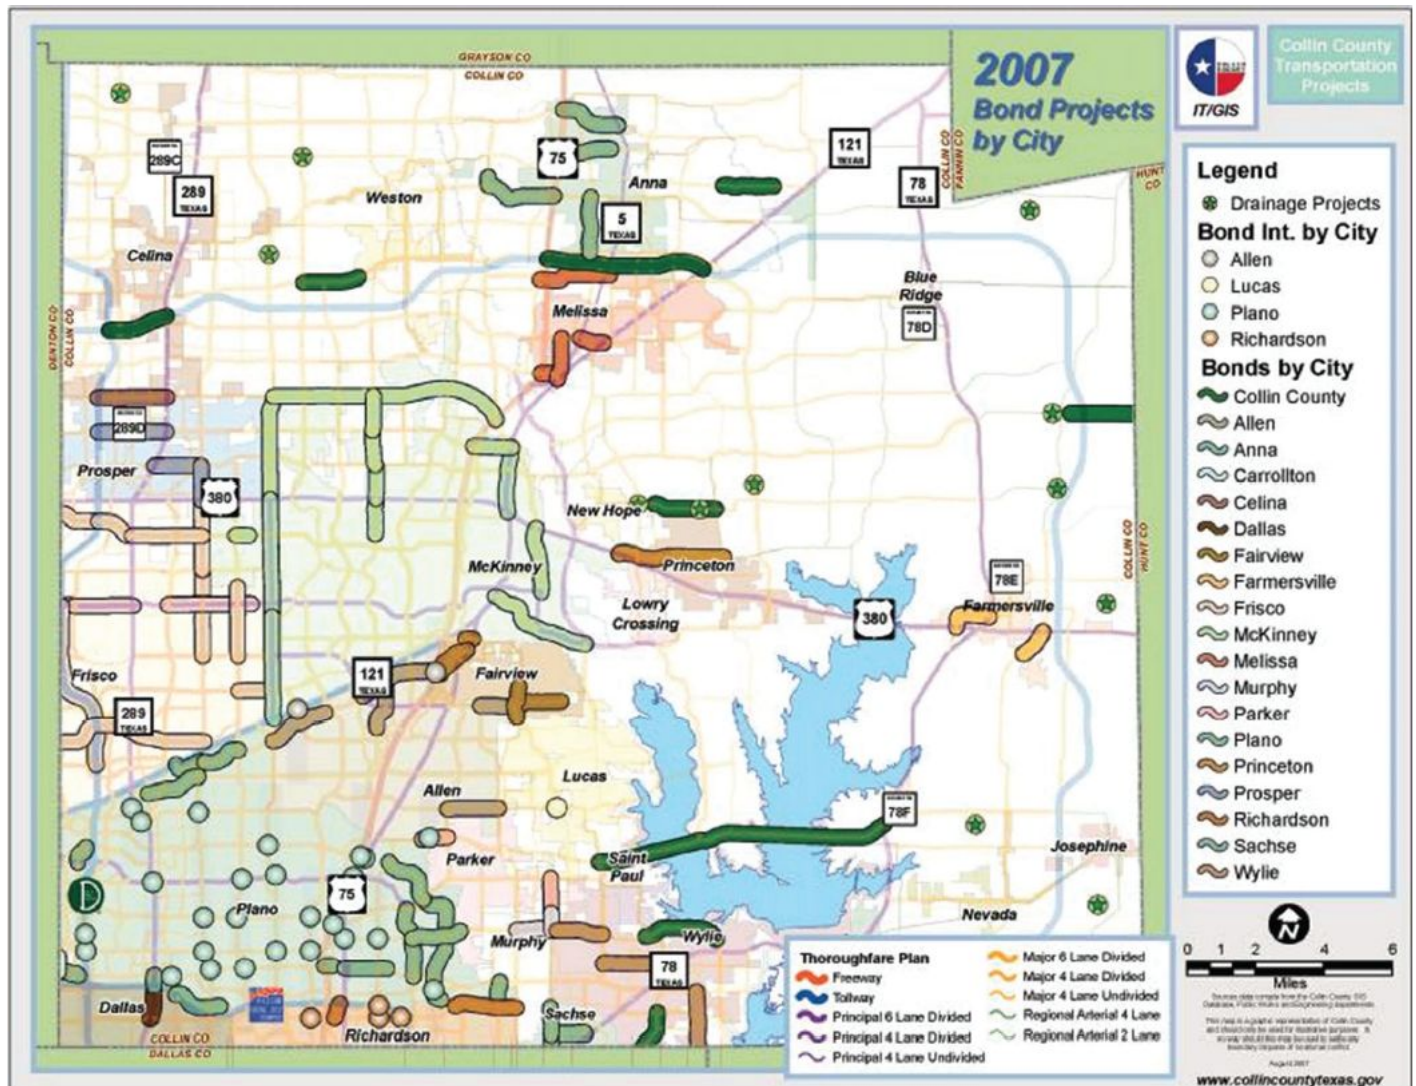 GRAYSON CO
COLLIN CO
2007
Bond Projects
by City
COLLIN CO
FANNIN CO
HUNT
CO
IT/GIS
Collin County
Transportation
Projects
289C
289
TEXAS
75
Weston
Anna
5
TEXAS
121
TEXAS
78
TEXAS
Celina
Blue
Ridge
78D
Melissa
DENTON CO
COLLIN CO
289D
Prosper
380
New Hope
McKinney
Princeton
Lowry
Crossing
78E
Farmersville
380
COLLIN CO
HUNT CO
Frisco
121
TEXAS
Fairview
289
TEXAS
Lucas
Allen
78F
Parker
Saint
Paul
Josephine
D
75
Plano
Nevada
Murphy
Wylie
78
TEXAS
Dallas
Richardson
Sachse
COLLIN CO
DALLAS CO
Legend
Drainage Projects
Bond Int. by City
Allen
Lucas
Plano
Richardson
Bonds by City
Collin County
Allen
Anna
Carrollton
Celina
Dallas
Fairview
Farmersville
Frisco
McKinney
Melissa
Murphy
Parker
Plano
Princeton
Prosper
Richardson
Sachse
Wylie
Thoroughfare Plan
Freeway
Tollway
Principal 6 Lane Divided
Principal 4 Lane Divided
Principal 4 Lane Undivided
Major 6 Lane Divided
Major 4 Lane Divided
Major 4 Lane Undivided
Regional Arterial 4 Lane
Regional Arterial 2 Lane
N
0 1 2 4 6
Miles
August 2007
www.collincountytexas.gov